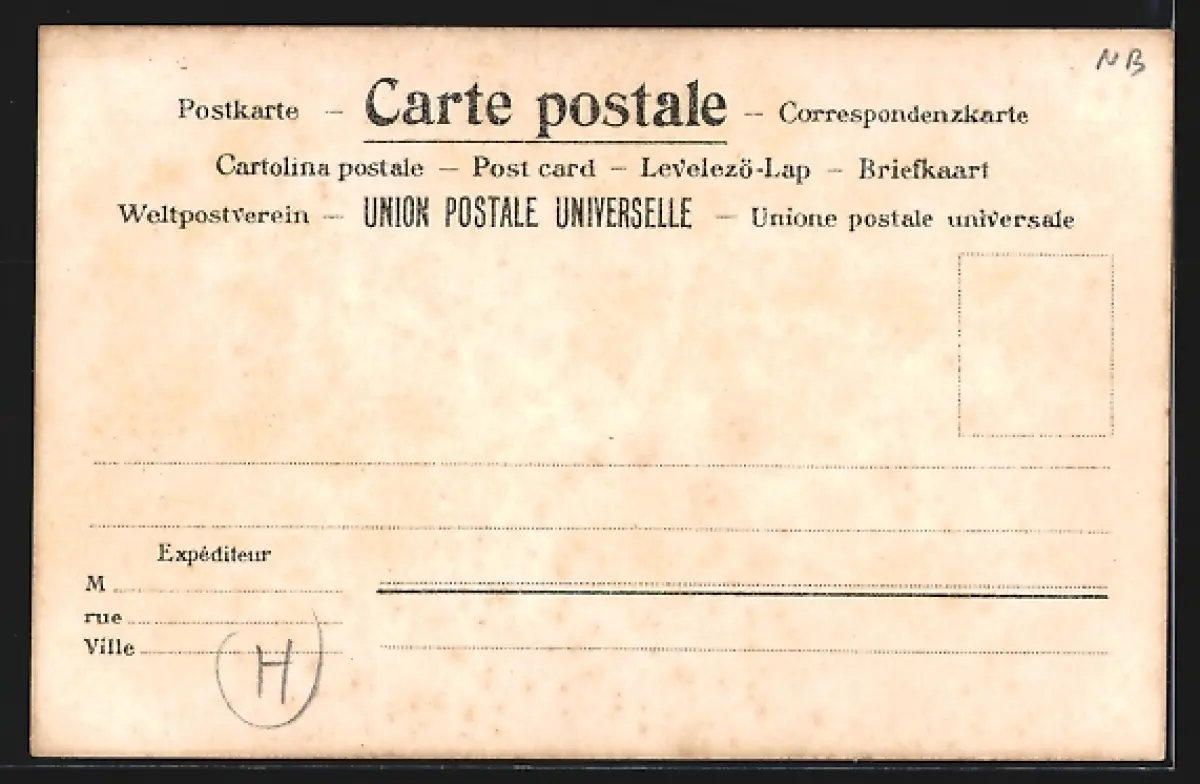 NB
Postkarte – Carte postale – Correspondenzkarte
Cartolina postale – Post card – Levelezö-Lap – Briefkaart
Weltpostverein – UNION POSTALE UNIVERSELLE – Unione postale universale
Expéditeur
M
rue
Ville
H